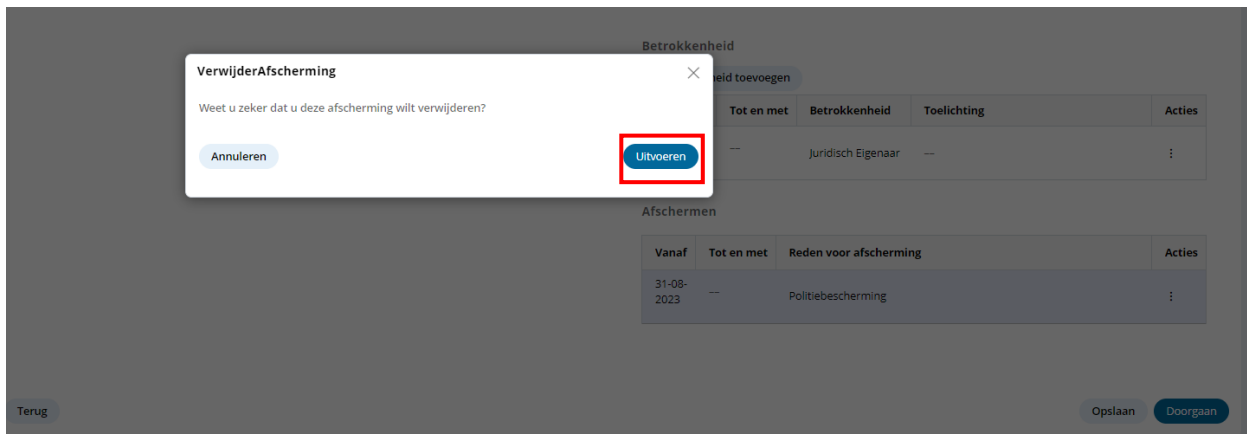 Betrokkenheid
VerwijderAfscherming
heid toevoegen
Weet u zeker dat u deze afscherming wilt verwijderen?
Tot en met Betrokkenheid Toelichting Acties
Annuleren Uitvoeren
— Juridisch Eigenaar —
Afschermen
Vanaf Tot en met Reden voor afscherming Acties
31-08-
2023 — Politiebescherming
Terug Opslaan Doorgaan